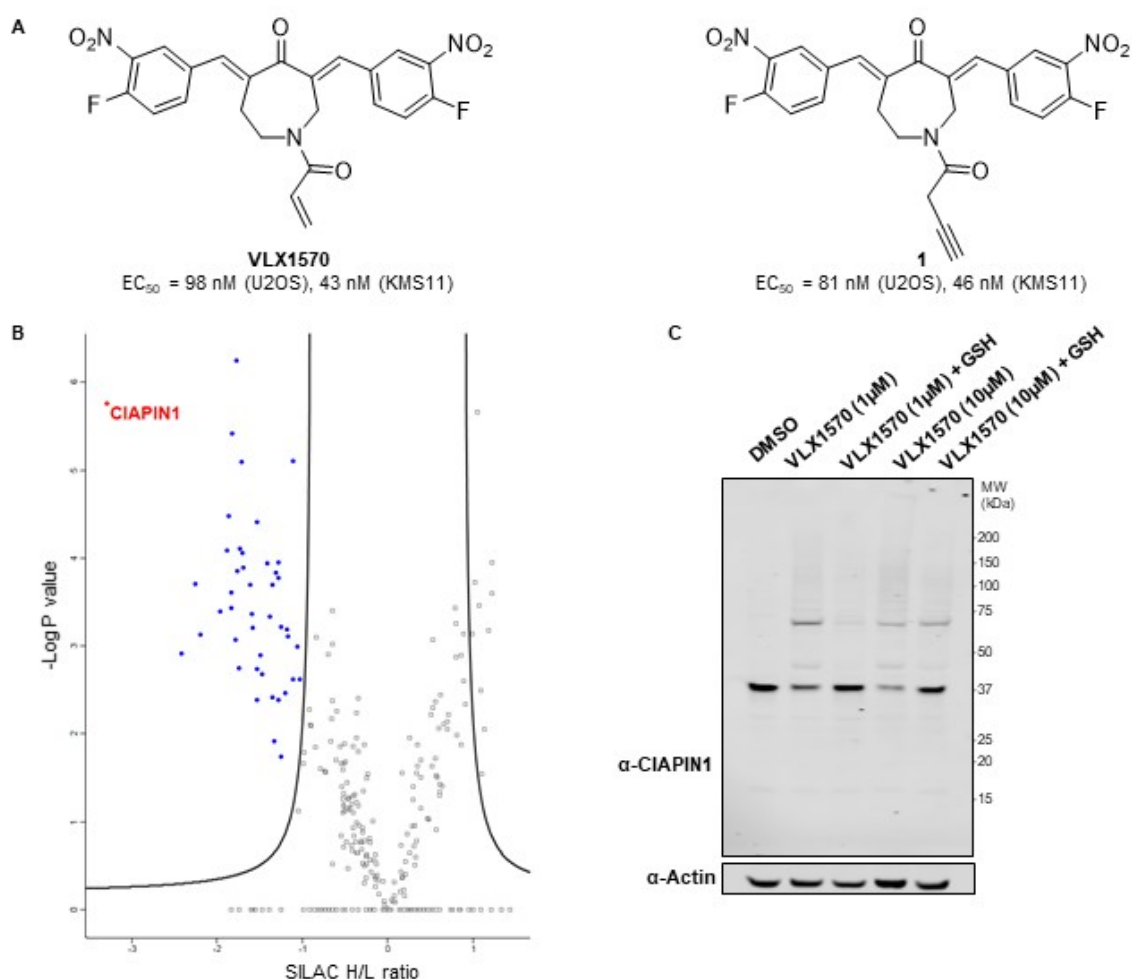 A
O₂N
O
NO₂
F
F
N
O
VLX1570
EC₅₀ = 98 nM (U2OS), 43 nM (KMS11)
O₂N
O
NO₂
F
F
N
O
1
EC₅₀ = 81 nM (U2OS), 46 nM (KMS11)
B
CIAPIN1
-LogP value
6
5
4
3
2
1
0
-3 -2 -1 0 1
SILAC H/L ratio
C
DMSO
VLX1570 (1μM)
VLX1570 (1μM) + GSH
VLX1570 (10μM)
VLX1570 (10μM) + GSH
MW
(kDa)
200
150
100
75
50
37
25
20
15
α-CIAPIN1
α-Actin